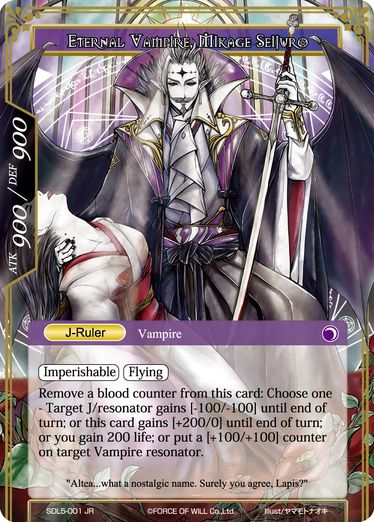 Eternal Vampire, Mikage Seijuro
ATK 900 / DEF 900
J-Ruler
Vampire
Imperishable Flying
Remove a blood counter from this card: Choose one
- Target J/resonator gains [-100/-100] until end of
turn; or this card gains [+200/0] until end of turn;
or you gain 200 life; or put a [+100/+100] counter
on target Vampire resonator.
"Altea...what a nostalgic name. Surely you agree, Lapis?"
SDL5-001 JR
©FORCE OF WILL Co.,Ltd.
Illust/ヤマモトナオキ